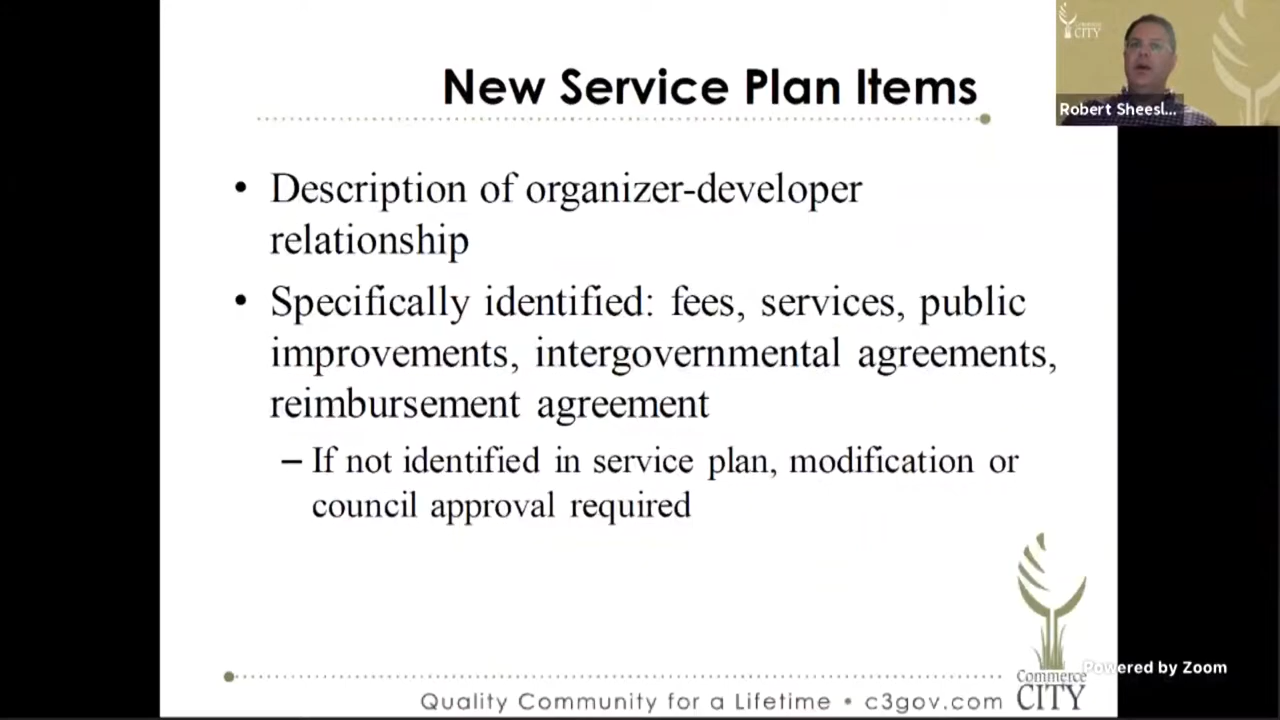 New Service Plan Items
CITY
Robert Sheesl...
• Description of organizer-developer
relationship
• Specifically identified: fees, services, public
improvements, intergovernmental agreements,
reimbursement agreement
– If not identified in service plan, modification or
council approval required
Powered by Zoom
Commerce
CITY
Quality Community for a Lifetime • c3gov.com